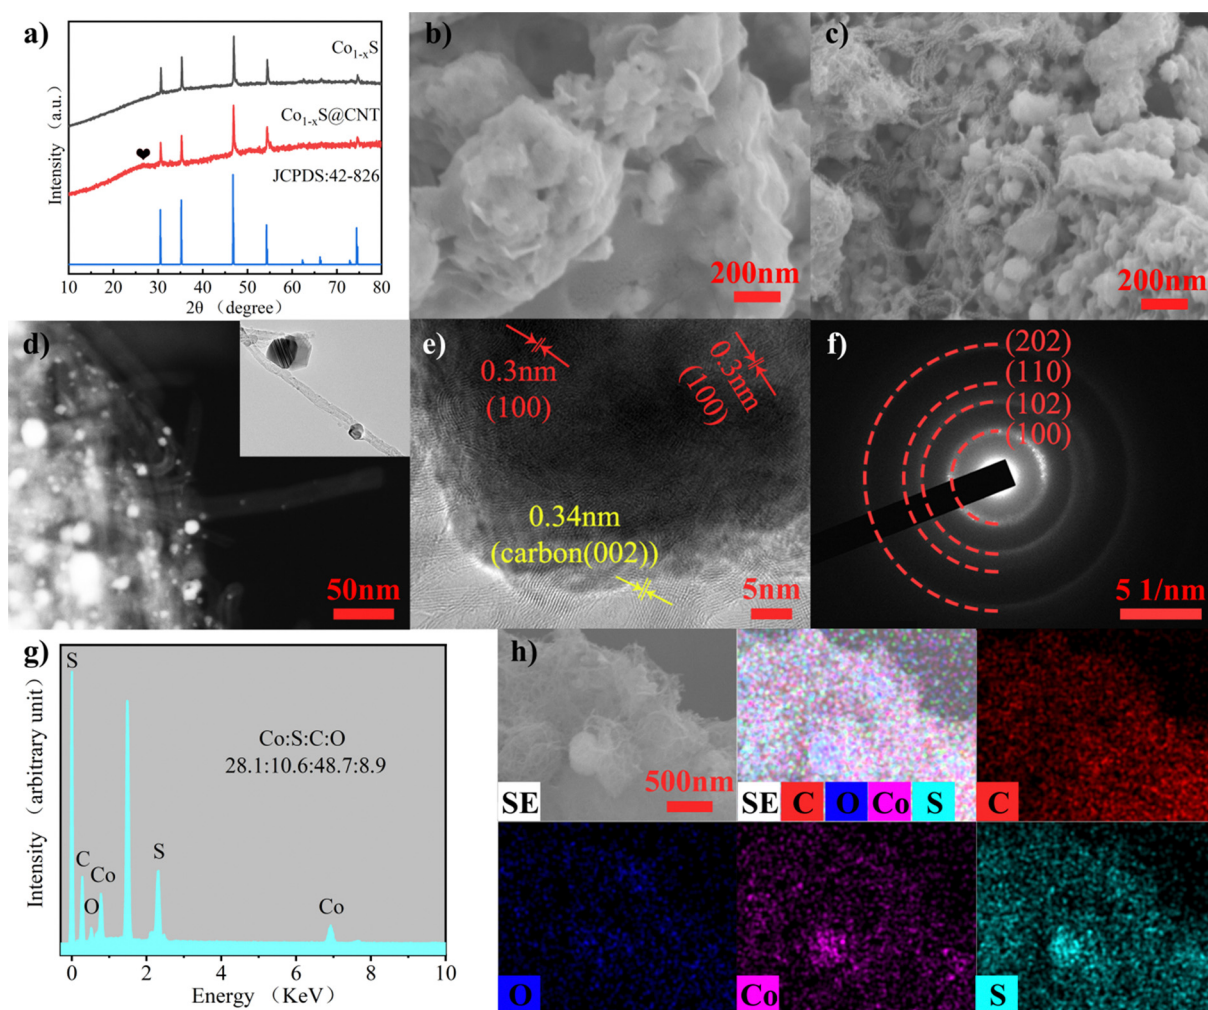 a)
Co1-xS
Co1-xS@CNT
❤
JCPDS:42-826
Intensity （a.u.）
10 20 30 40 50 60 70 80
2θ （degree）
b)
200nm
c)
200nm
d)
50nm
e)
0.3nm
(100)
0.3nm
(100)
0.34nm
(carbon(002))
5nm
f)
(202)
(110)
(102)
(100)
5 1/nm
g)
S
Co:S:C:O
28.1:10.6:48.7:8.9
C
Co
S
O
Co
Intensity （arbitrary unit）
0 2 4 6 8 10
Energy （KeV）
h)
500nm
SE
SE C O Co S
C
O
Co
S